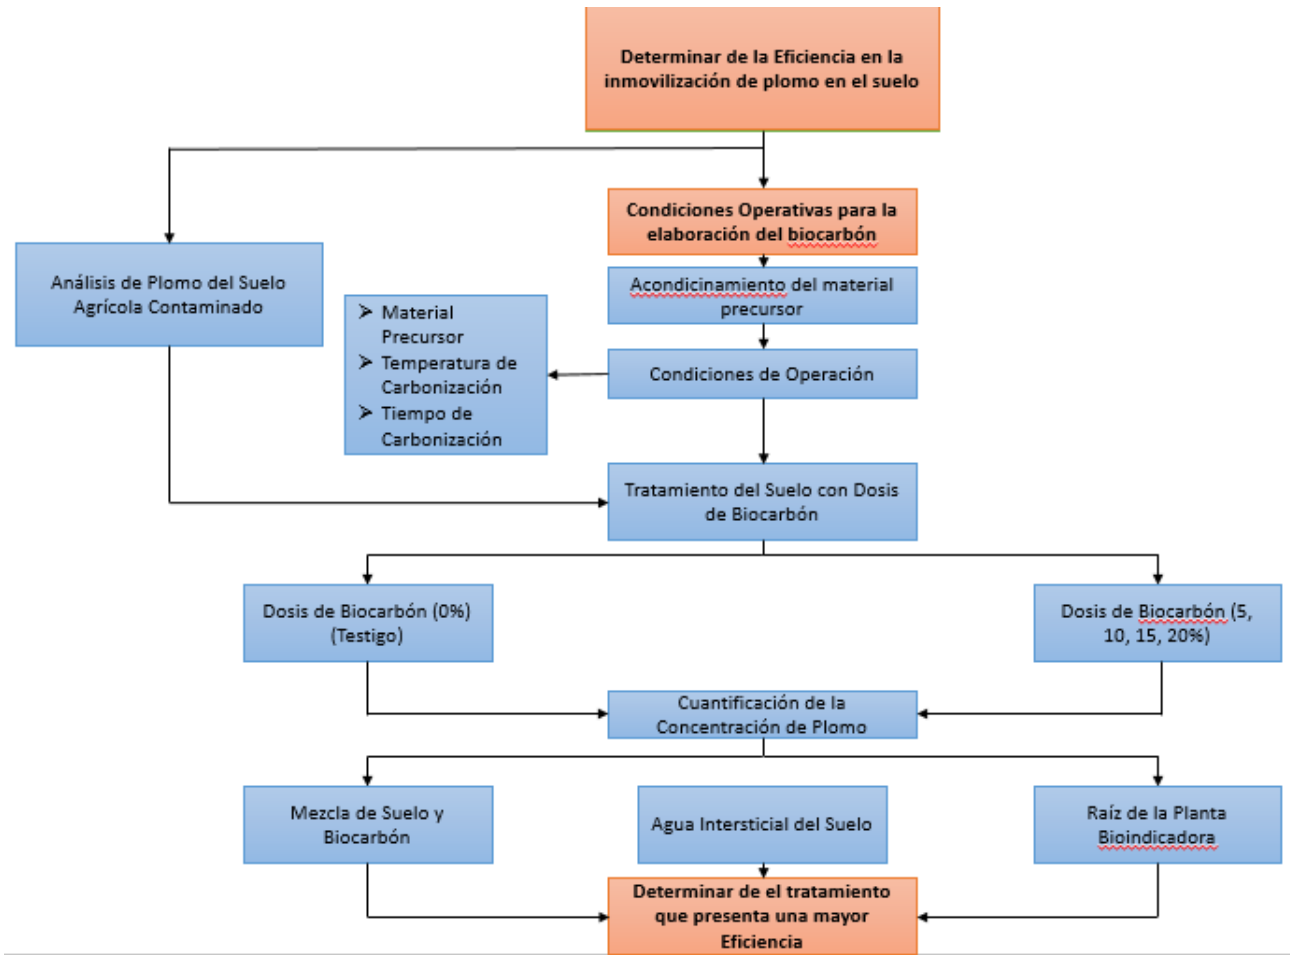 Determinar de la Eficiencia en la
inmovilización de plomo en el suelo
Condiciones Operativas para la
elaboración del biocarbón
Análisis de Plomo del Suelo
Agrícola Contaminado
Acondicinamiento del material
precursor
Material
Precursor
Temperatura de
Carbonización
Tiempo de
Carbonización
Condiciones de Operación
Tratamiento del Suelo con Dosis
de Biocarbón
Dosis de Biocarbón (0%)
(Testigo)
Dosis de Biocarbón (5,
10, 15, 20%)
Cuantificación de la
Concentración de Plomo
Mezcla de Suelo y
Biocarbón
Agua Intersticial del Suelo
Raíz de la Planta
Bioindicadora
Determinar de el tratamiento
que presenta una mayor
Eficiencia